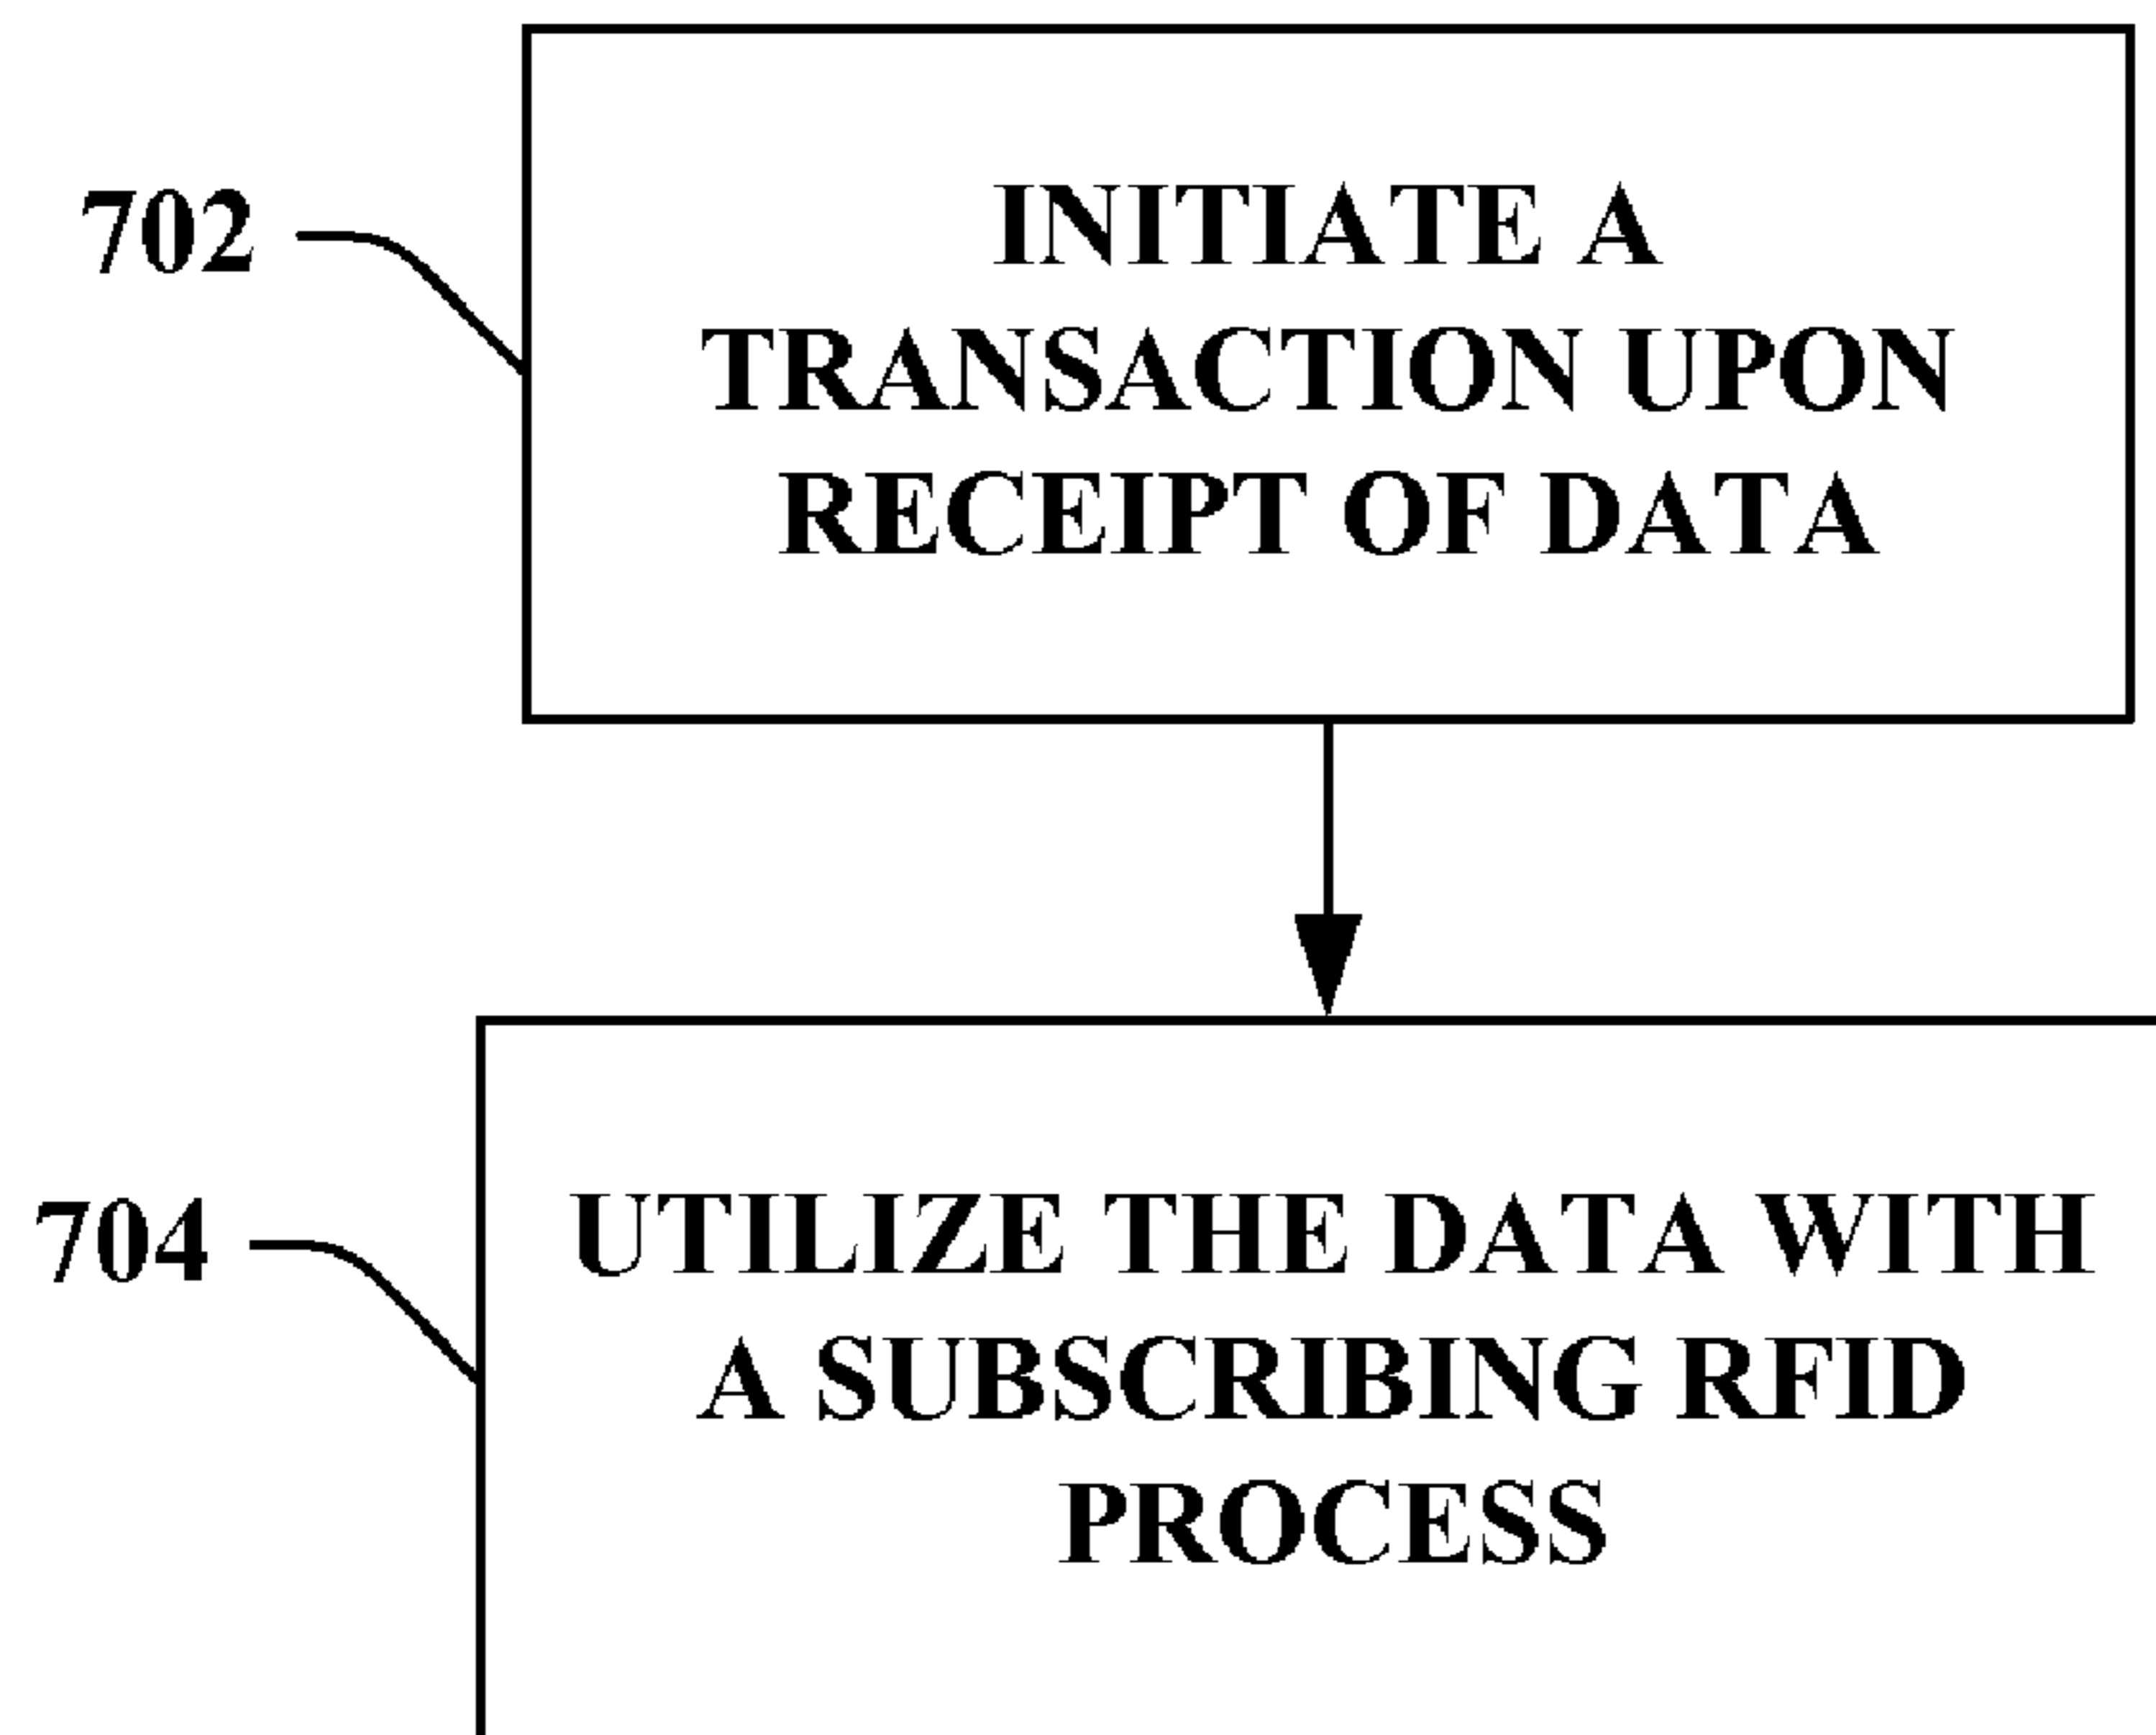 702
INITIATE A
TRANSACTION UPON
RECEIPT OF DATA
704
UTILIZE THE DATA WITH
A SUBSCRIBING RFID
PROCESS